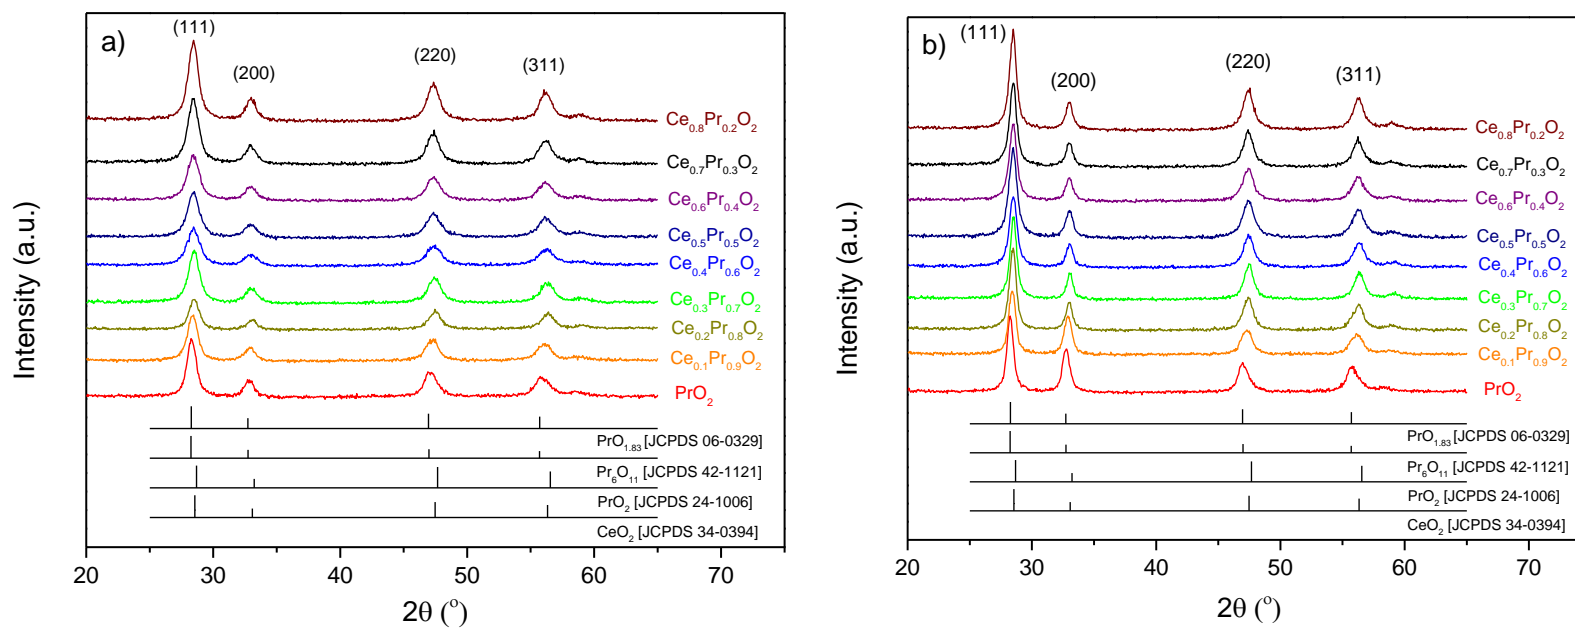 a)
(111)
(200)
(220)
(311)
Ce0.8Pr0.2O2
Ce0.7Pr0.3O2
Ce0.6Pr0.4O2
Ce0.5Pr0.5O2
Ce0.4Pr0.6O2
Ce0.3Pr0.7O2
Ce0.2Pr0.8O2
Ce0.1Pr0.9O2
PrO2
PrO1.83 [JCPDS 06-0329]
Pr6O11 [JCPDS 42-1121]
PrO2 [JCPDS 24-1006]
CeO2 [JCPDS 34-0394]
Intensity (a.u.)
20 30 40 50 60 70
2θ (°)
b)
(111)
(200)
(220)
(311)
Ce0.8Pr0.2O2
Ce0.7Pr0.3O2
Ce0.6Pr0.4O2
Ce0.5Pr0.5O2
Ce0.4Pr0.6O2
Ce0.3Pr0.7O2
Ce0.2Pr0.8O2
Ce0.1Pr0.9O2
PrO2
PrO1.83 [JCPDS 06-0329]
Pr6O11 [JCPDS 42-1121]
PrO2 [JCPDS 24-1006]
CeO2 [JCPDS 34-0394]
Intensity (a.u.)
20 30 40 50 60 70
2θ (°)